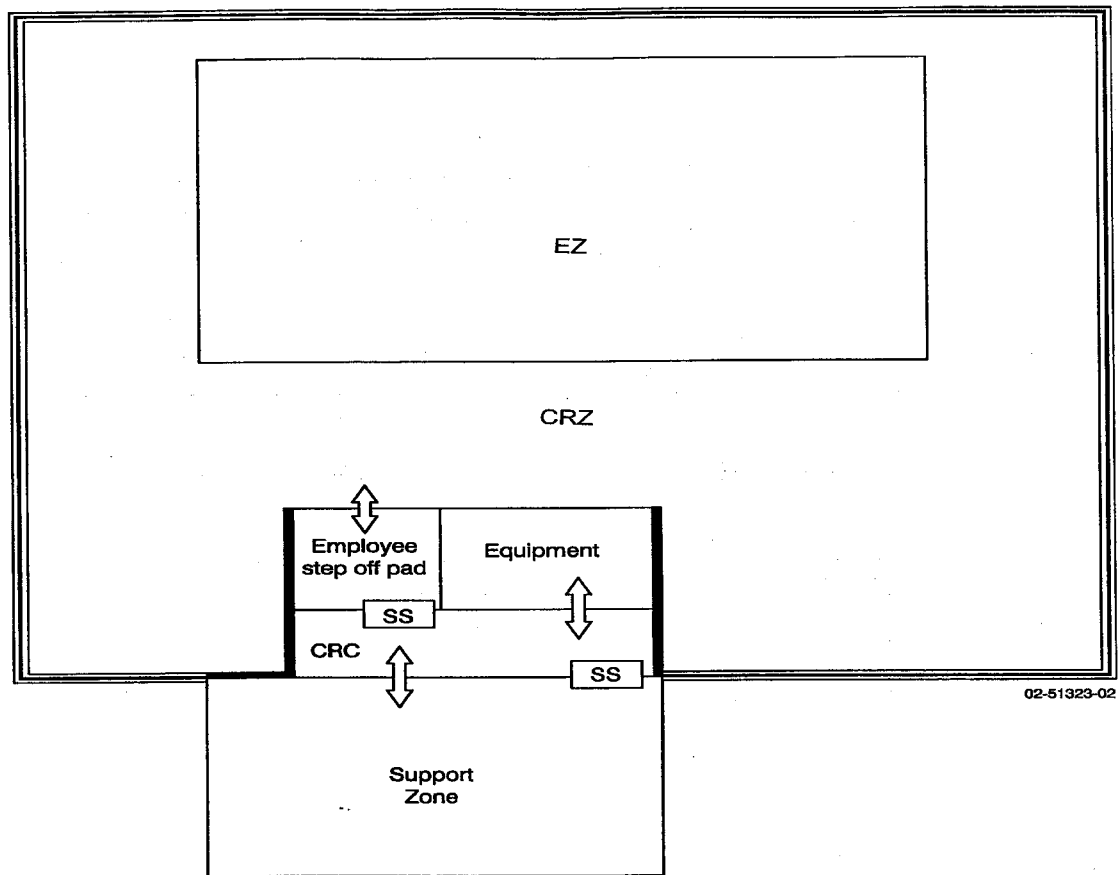 EZ
CRZ
Employee
step off pad
Equipment
SS
CRC
SS
02-51323-02
Support
Zone